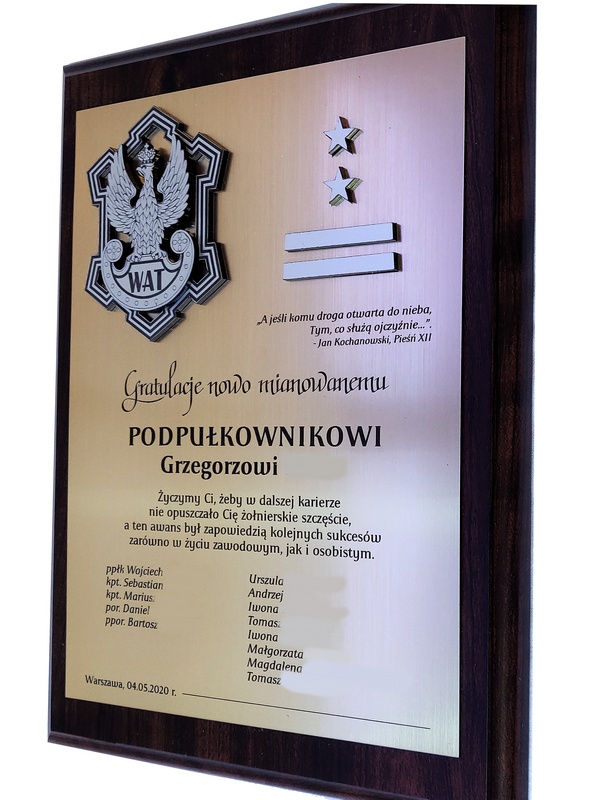 WAT
„A jeśli komu droga otwarta do nieba,
Tym, co służą ojczyźnie...”.
- Jan Kochanowski, Pieśń XII
Gratulacje nowo mianowanemu
PODPUŁKOWNIKOWI
Grzegorzowi
Życzymy Ci, żeby w dalszej karierze
nie opuszczało Cię żołnierskie szczęście,
a ten awans był zapowiedzią kolejnych sukcesów
zarówno w życiu zawodowym, jak i osobistym.
ppłk Wojciech
kpt. Sebastian
kpt. Mariusz
por. Daniel
ppor. Bartosz
Urszula
Andrzej
Iwona
Tomasz
Iwona
Małgorzata
Magdalena
Tomasz
Warszawa, 04.05.2020 r.